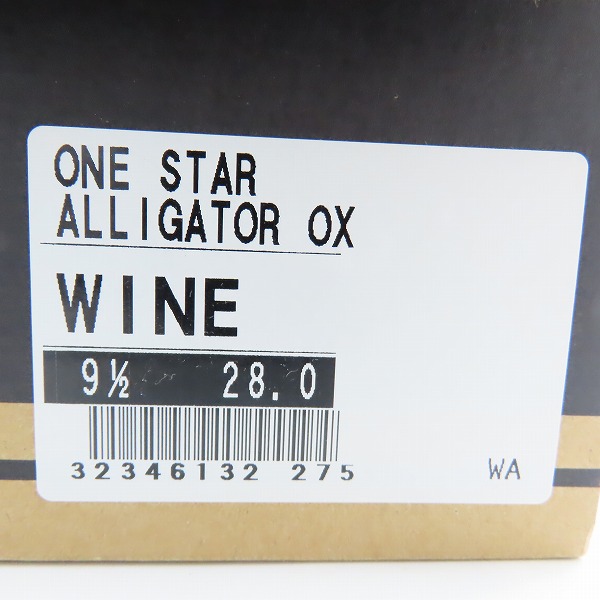 ONE STAR
ALLIGATOR OX
WINE
9½ 28.0
32346132 275
WA